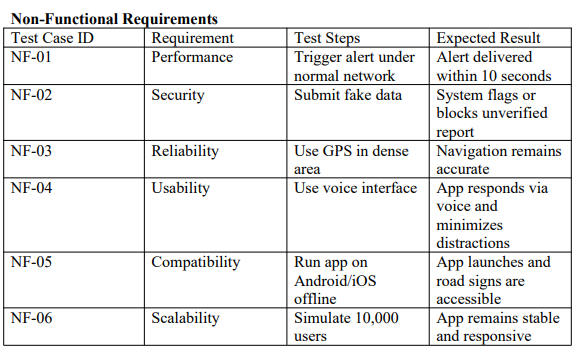 Non-Functional Requirements
Test Case ID Requirement Test Steps Expected Result
NF-01 Performance Trigger alert under Alert delivered
normal network within 10 seconds
NF-02 Security Submit fake data System flags or
blocks unverified
report
NF-03 Reliability Use GPS in dense Navigation remains
area accurate
NF-04 Usability Use voice interface App responds via
voice and
minimizes
distractions
NF-05 Compatibility Run app on App launches and
Android/iOS road signs are
offline accessible
NF-06 Scalability Simulate 10,000 App remains stable
users and responsive